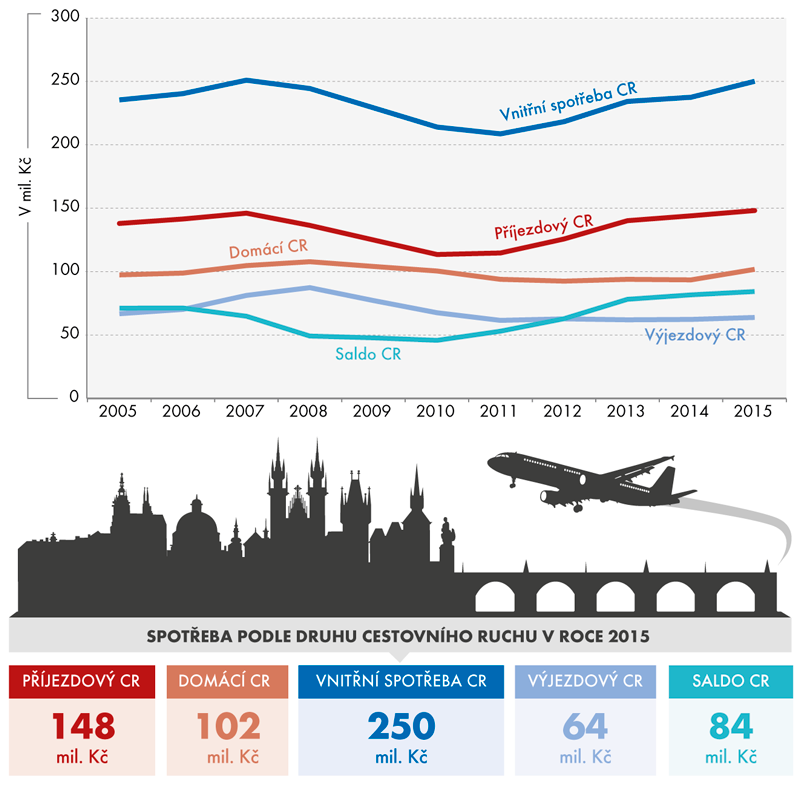 300
250
200
150
100
50
0
V mil. Kč
Vnitřní spotřeba CR
Příjezdový CR
Domácí CR
Výjezdový CR
Saldo CR
2005 2006 2007 2008 2009 2010 2011 2012 2013 2014 2015
SPOTŘEBA PODLE DRUHU CESTOVNÍHO RUCHU V ROCE 2015
PŘÍJEZDOVÝ CR
148
mil. Kč
DOMÁCÍ CR
102
mil. Kč
VNITŘNÍ SPOTŘEBA CR
250
mil. Kč
VÝJEZDOVÝ CR
64
mil. Kč
SALDO CR
84
mil. Kč